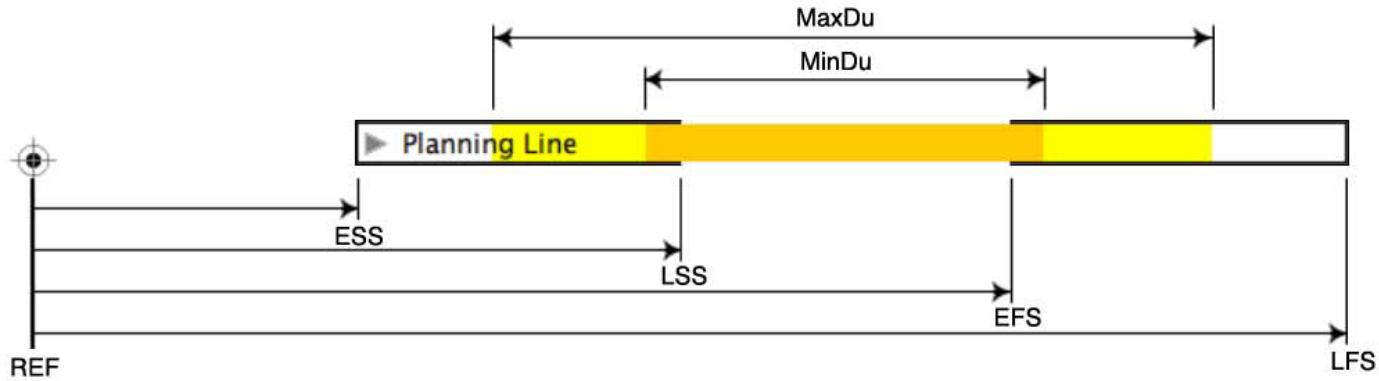 MaxDu
MinDu
Planning Line
ESS
LSS
EFS
REF
LFS